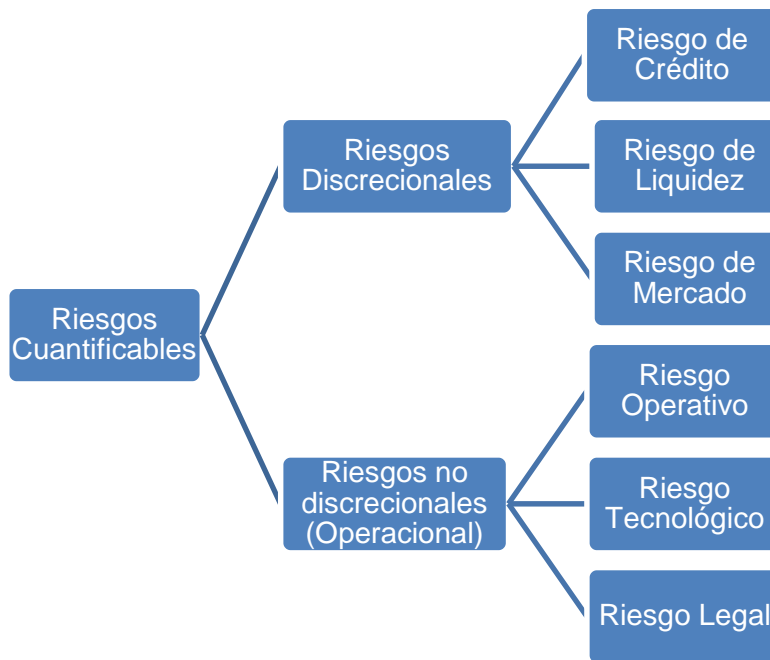 Riesgos
Cuantificables
Riesgos
Discrecionales
Riesgo de
Crédito
Riesgo de
Liquidez
Riesgo de
Mercado
Riesgos no
discrecionales
(Operacional)
Riesgo
Operativo
Riesgo
Tecnológico
Riesgo Legal